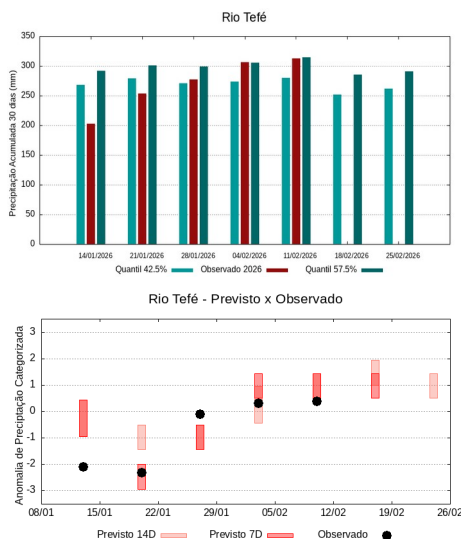 Rio Tefé
Precipitação Acumulada 30 dias (mm)
350
300
250
200
150
100
50
0
14/01/2026 21/01/2026 28/01/2026 04/02/2026 11/02/2026 18/02/2026 25/02/2026
Quantil 42.5% Observado 2026 Quantil 57.5%
Rio Tefé - Previsto x Observado
Anomalia de Precipitação Categorizada
3
2
1
0
-1
-2
-3
08/01 15/01 22/01 29/01 05/02 12/02 19/02 26/02
Previsto 14D Previsto 7D Observado